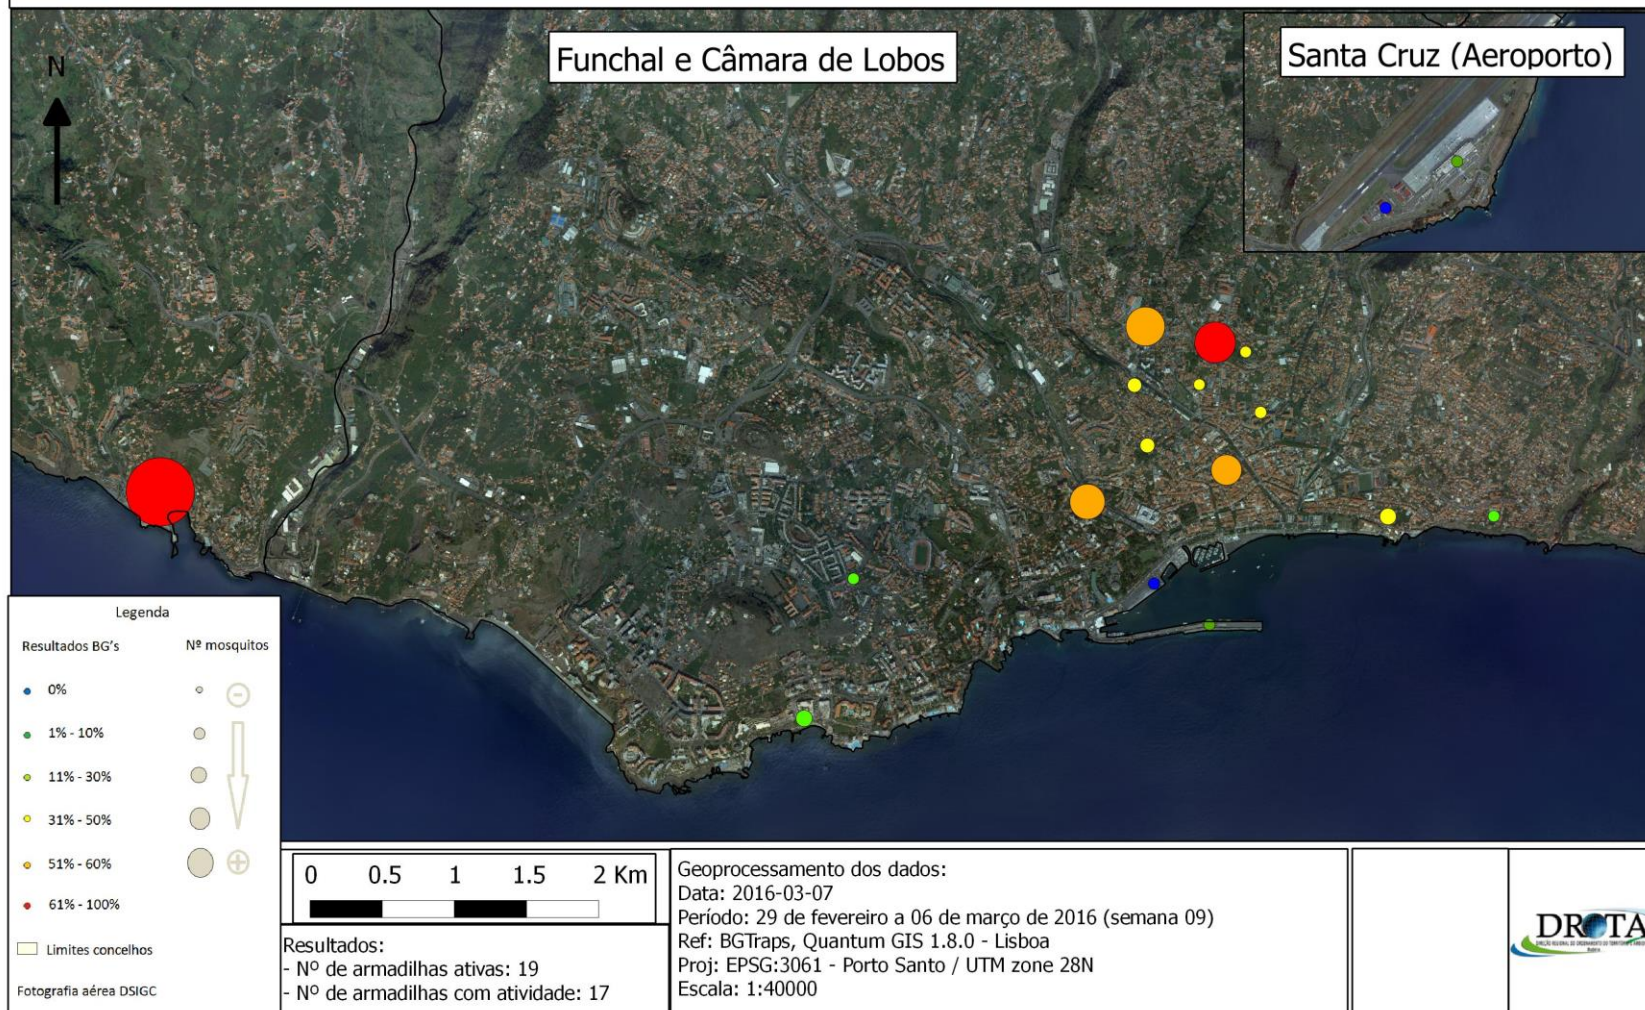 Funchal e Câmara de Lobos
Santa Cruz (Aeroporto)
N
Legenda
Resultados BG's
Nº mosquitos
0%
1% - 10%
11% - 30%
31% - 50%
51% - 60%
61% - 100%
Limites concelhos
Fotografia aérea DSIGC
0 0.5 1 1.5 2 Km
Resultados:
- Nº de armadilhas ativas: 19
- Nº de armadilhas com atividade: 17
Geoprocessamento dos dados:
Data: 2016-03-07
Período: 29 de fevereiro a 06 de março de 2016 (semana 09)
Ref: BGTraps, Quantum GIS 1.8.0 - Lisboa
Proj: EPSG:3061 - Porto Santo / UTM zone 28N
Escala: 1:40000
DROTA